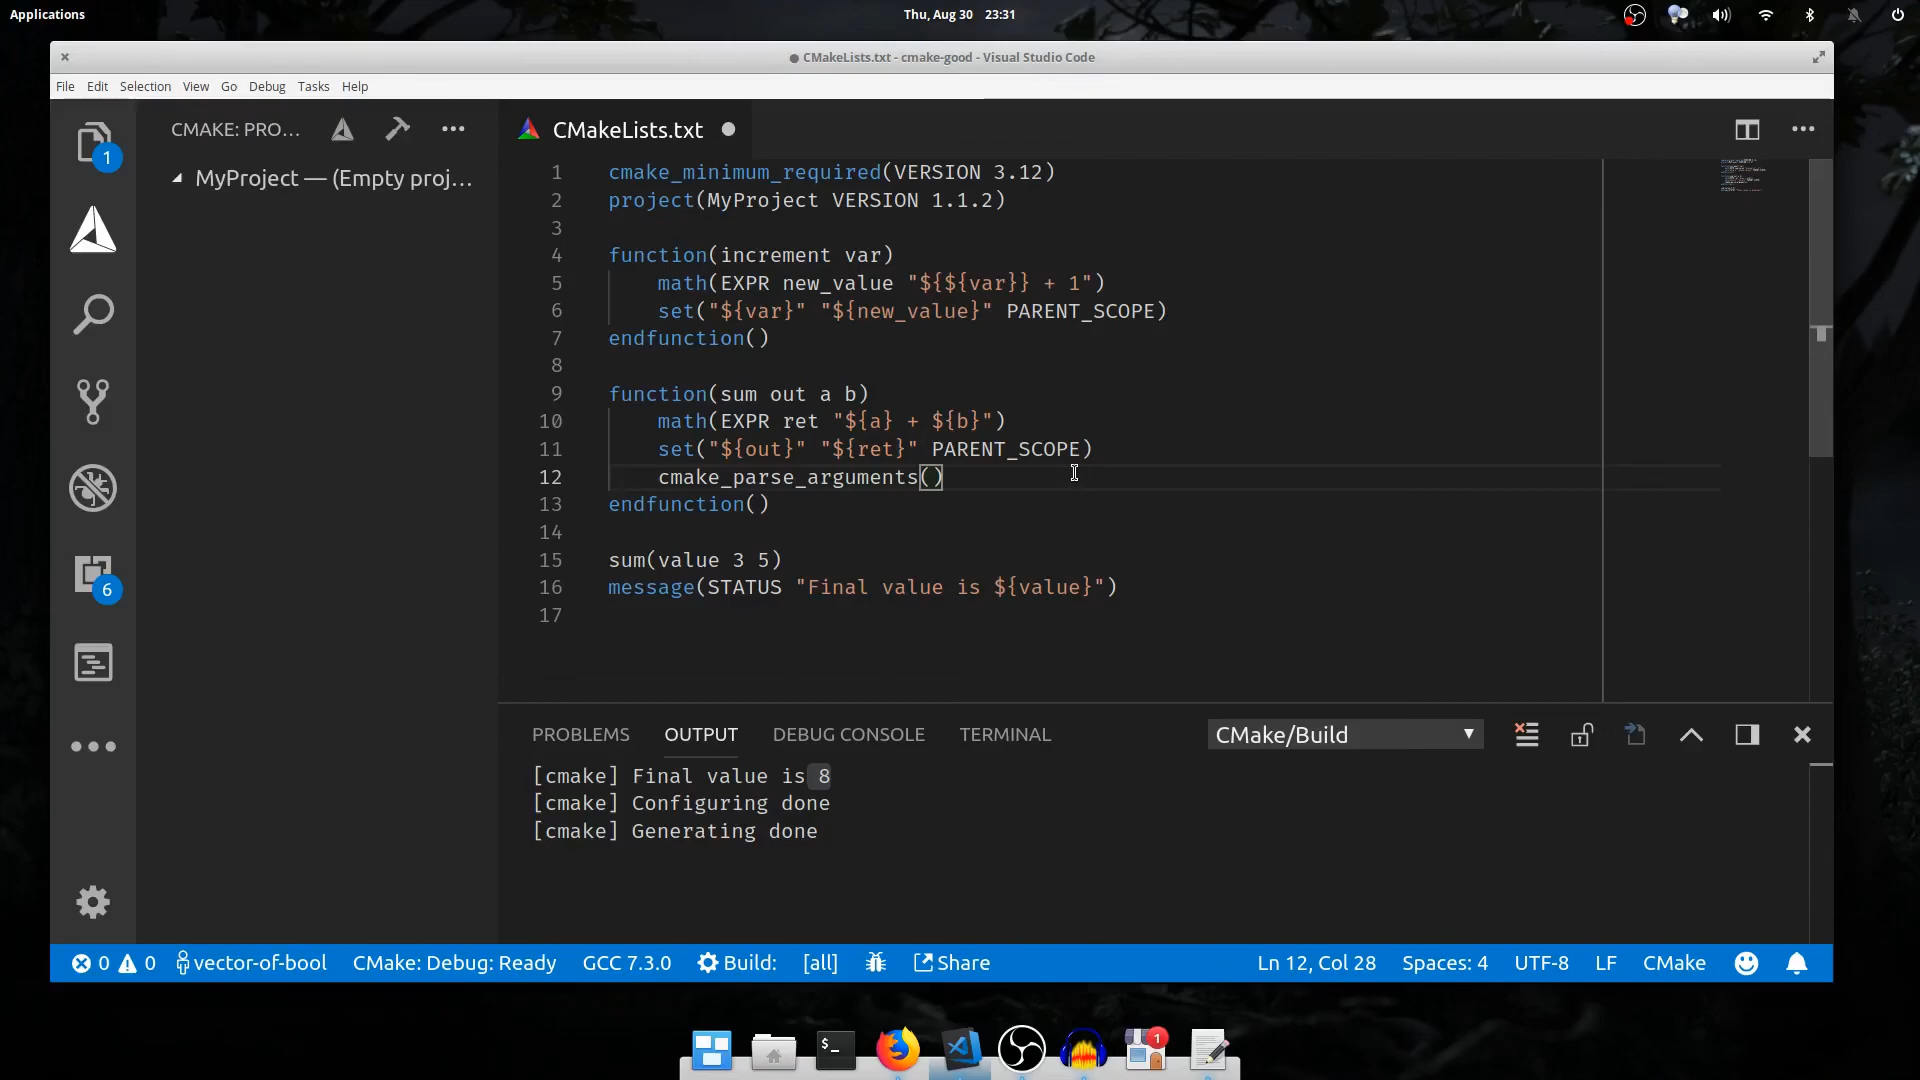 Applications
Thu, Aug 30 23:31
● CMakeLists.txt - cmake-good - Visual Studio Code
File Edit Selection View Go Debug Tasks Help
CMAKE: PRO...
CMakeLists.txt
1
MyProject — (Empty proj...
6
1 cmake_minimum_required(VERSION 3.12)
2 project(MyProject VERSION 1.1.2)
3
4 function(increment var)
5     math(EXPR new_value "${${var}} + 1")
6     set("${var}" "${new_value}" PARENT_SCOPE)
7 endfunction()
8
9 function(sum out a b)
10     math(EXPR ret "${a} + ${b}")
11     set("${out}" "${ret}" PARENT_SCOPE)
12     cmake_parse_arguments()
13 endfunction()
14
15 sum(value 3 5)
16 message(STATUS "Final value is ${value}")
17
PROBLEMS OUTPUT DEBUG CONSOLE TERMINAL CMake/Build
[cmake] Final value is 8
[cmake] Configuring done
[cmake] Generating done
0 0 vector-of-bool CMake: Debug: Ready GCC 7.3.0 Build: [all] Share Ln 12, Col 28 Spaces: 4 UTF-8 LF CMake
$_
1